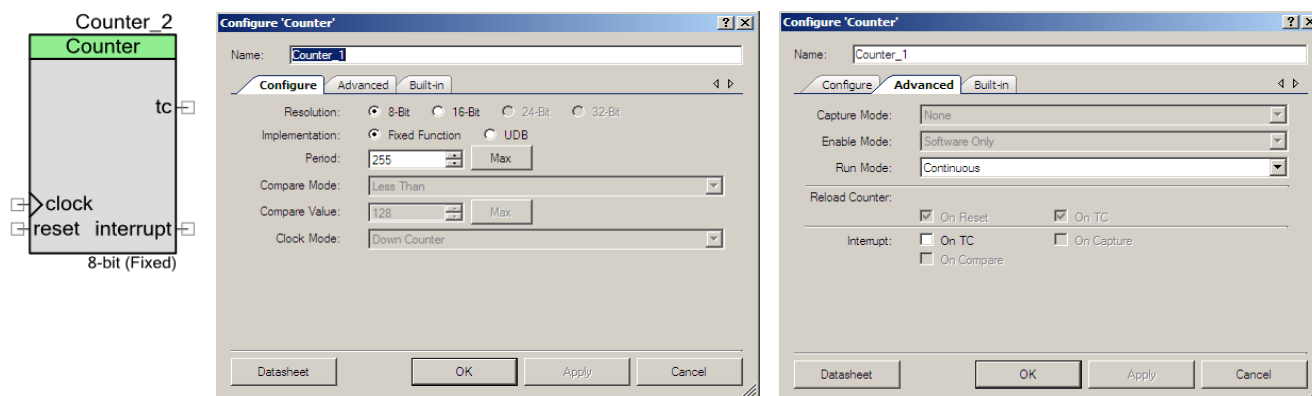 Counter_2
Counter
tc
clock
reset interrupt
8-bit (Fixed)
Configure 'Counter'
Name: Counter_1
Configure Advanced Built-in
Resolution: 8-Bit 16-Bit 24-Bit 32-Bit
Implementation: Fixed Function UDB
Period: 255 Max
Compare Mode: Less Than
Compare Value: 128 Max
Clock Mode: Down Counter
Datasheet OK Apply Cancel
Configure 'Counter'
Name: Counter_1
Configure Advanced Built-in
Capture Mode: None
Enable Mode: Software Only
Run Mode: Continuous
Reload Counter:
On Reset On TC
Interrupt: On TC On Capture
On Compare
Datasheet OK Apply Cancel